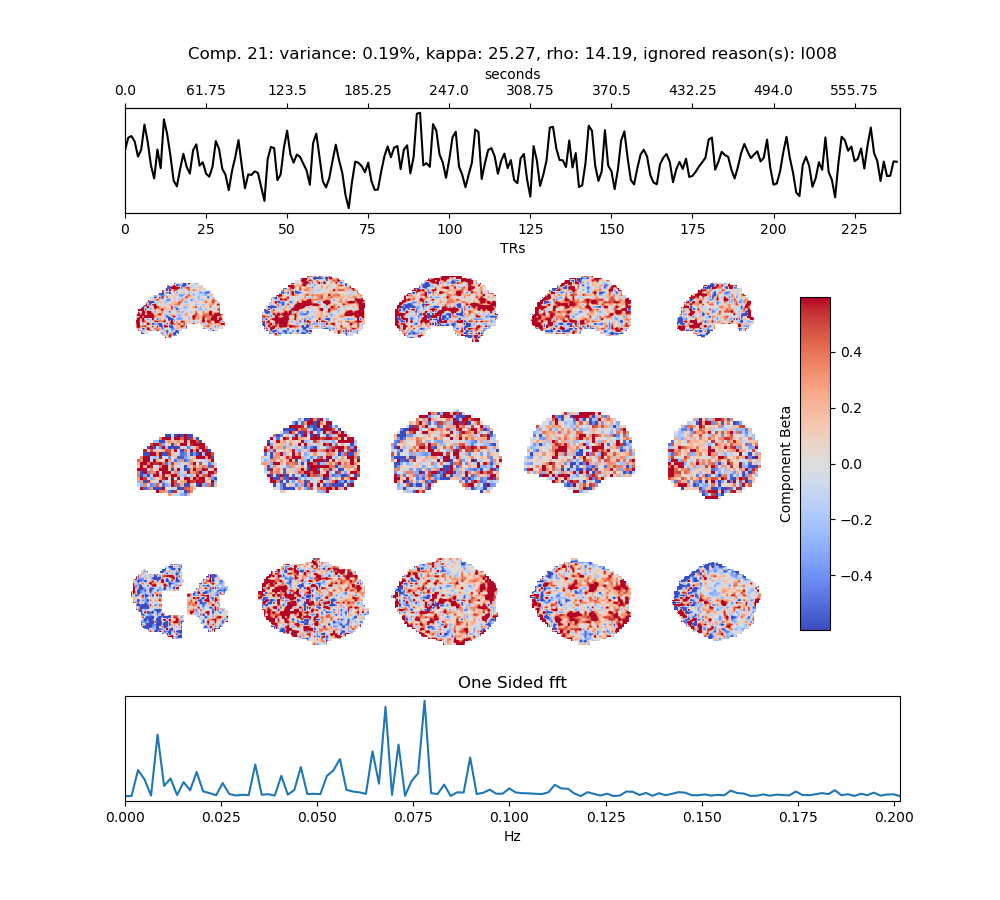 Comp. 21: variance: 0.19%, kappa: 25.27, rho: 14.19, ignored reason(s): I008
seconds
0.0 61.75 123.5 185.25 247.0 308.75 370.5 432.25 494.0 555.75
0 25 50 75 100 125 150 175 200 225
TRs
0.4
0.2
0.0
−0.2
−0.4
Component Beta
One Sided fft
0.000 0.025 0.050 0.075 0.100 0.125 0.150 0.175 0.200
Hz